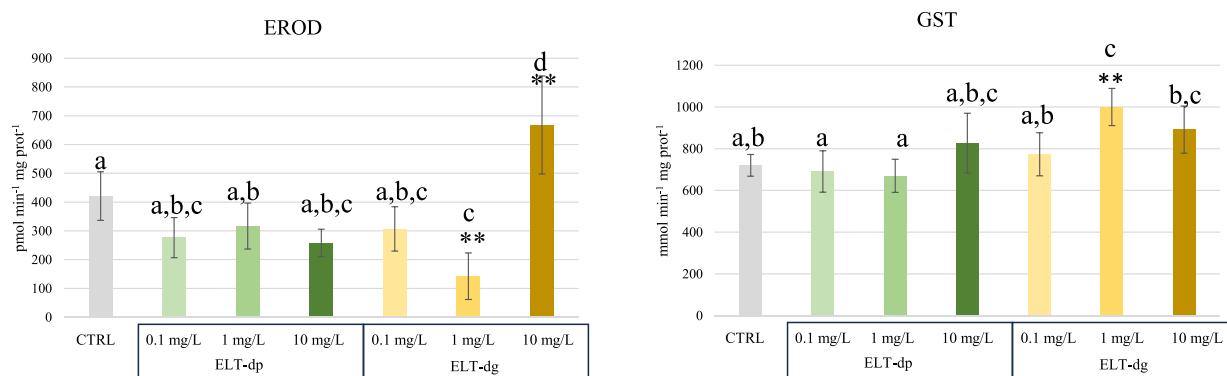 EROD
pmol min⁻¹ mg prot⁻¹
900
800
700
600
500
400
300
200
100
0
a
a,b,c
a,b
a,b,c
a,b,c
c
**
d
**
CTRL 0.1 mg/L 1 mg/L 10 mg/L 0.1 mg/L 1 mg/L 10 mg/L
ELT-dp ELT-dg
GST
mmol min⁻¹ mg prot⁻¹
1200
1000
800
600
400
200
0
a,b
a
a
a,b,c
a,b
c
**
b,c
CTRL 0.1 mg/L 1 mg/L 10 mg/L 0.1 mg/L 1 mg/L 10 mg/L
ELT-dp ELT-dg